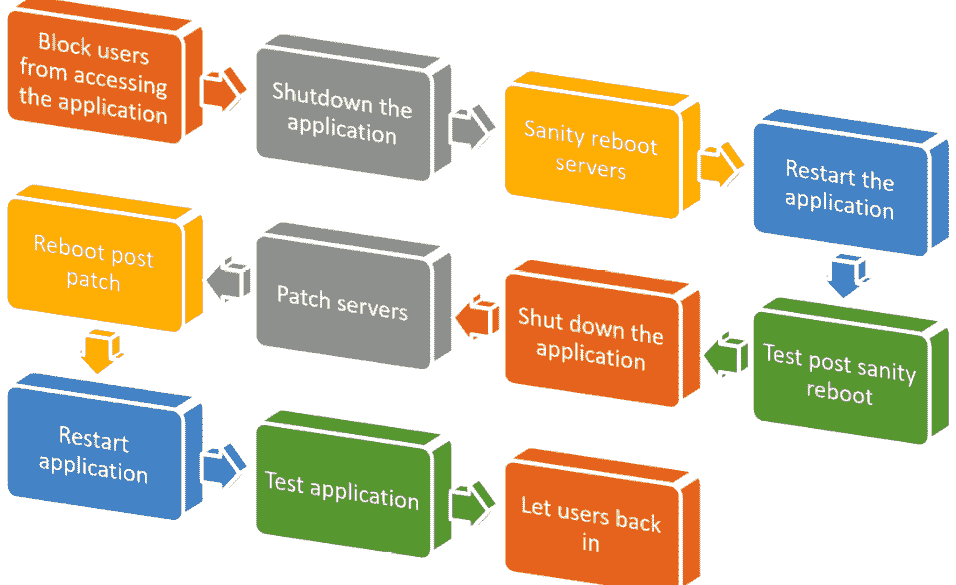 Block users
from accessing
the application
Shutdown the
application
Sanity reboot
servers
Restart the
application
Test post sanity
reboot
Shut down the
application
Patch servers
Reboot post
patch
Restart
application
Test application
Let users back
in